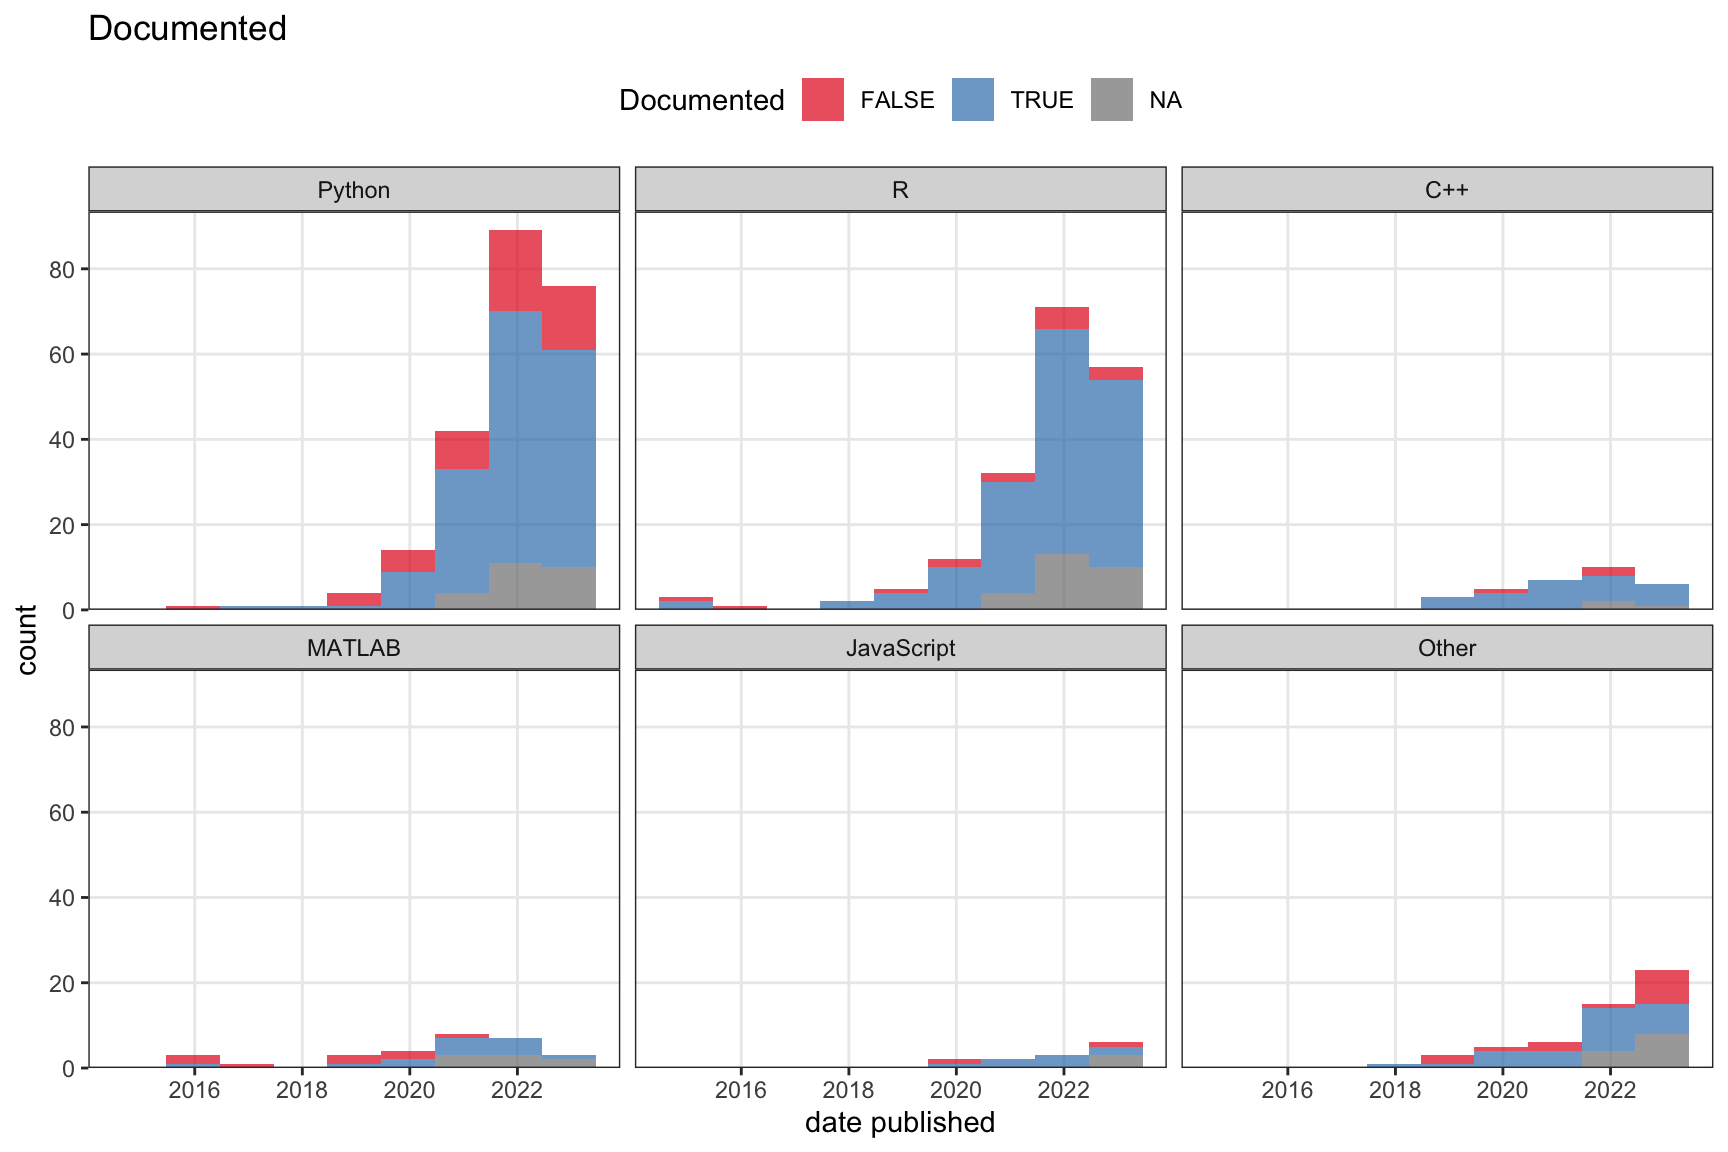 Documented
Documented FALSE TRUE NA
Python R C++
80
60
40
20
0
count
MATLAB JavaScript Other
80
60
40
20
0
2016 2018 2020 2022 2016 2018 2020 2022 2016 2018 2020 2022
date published